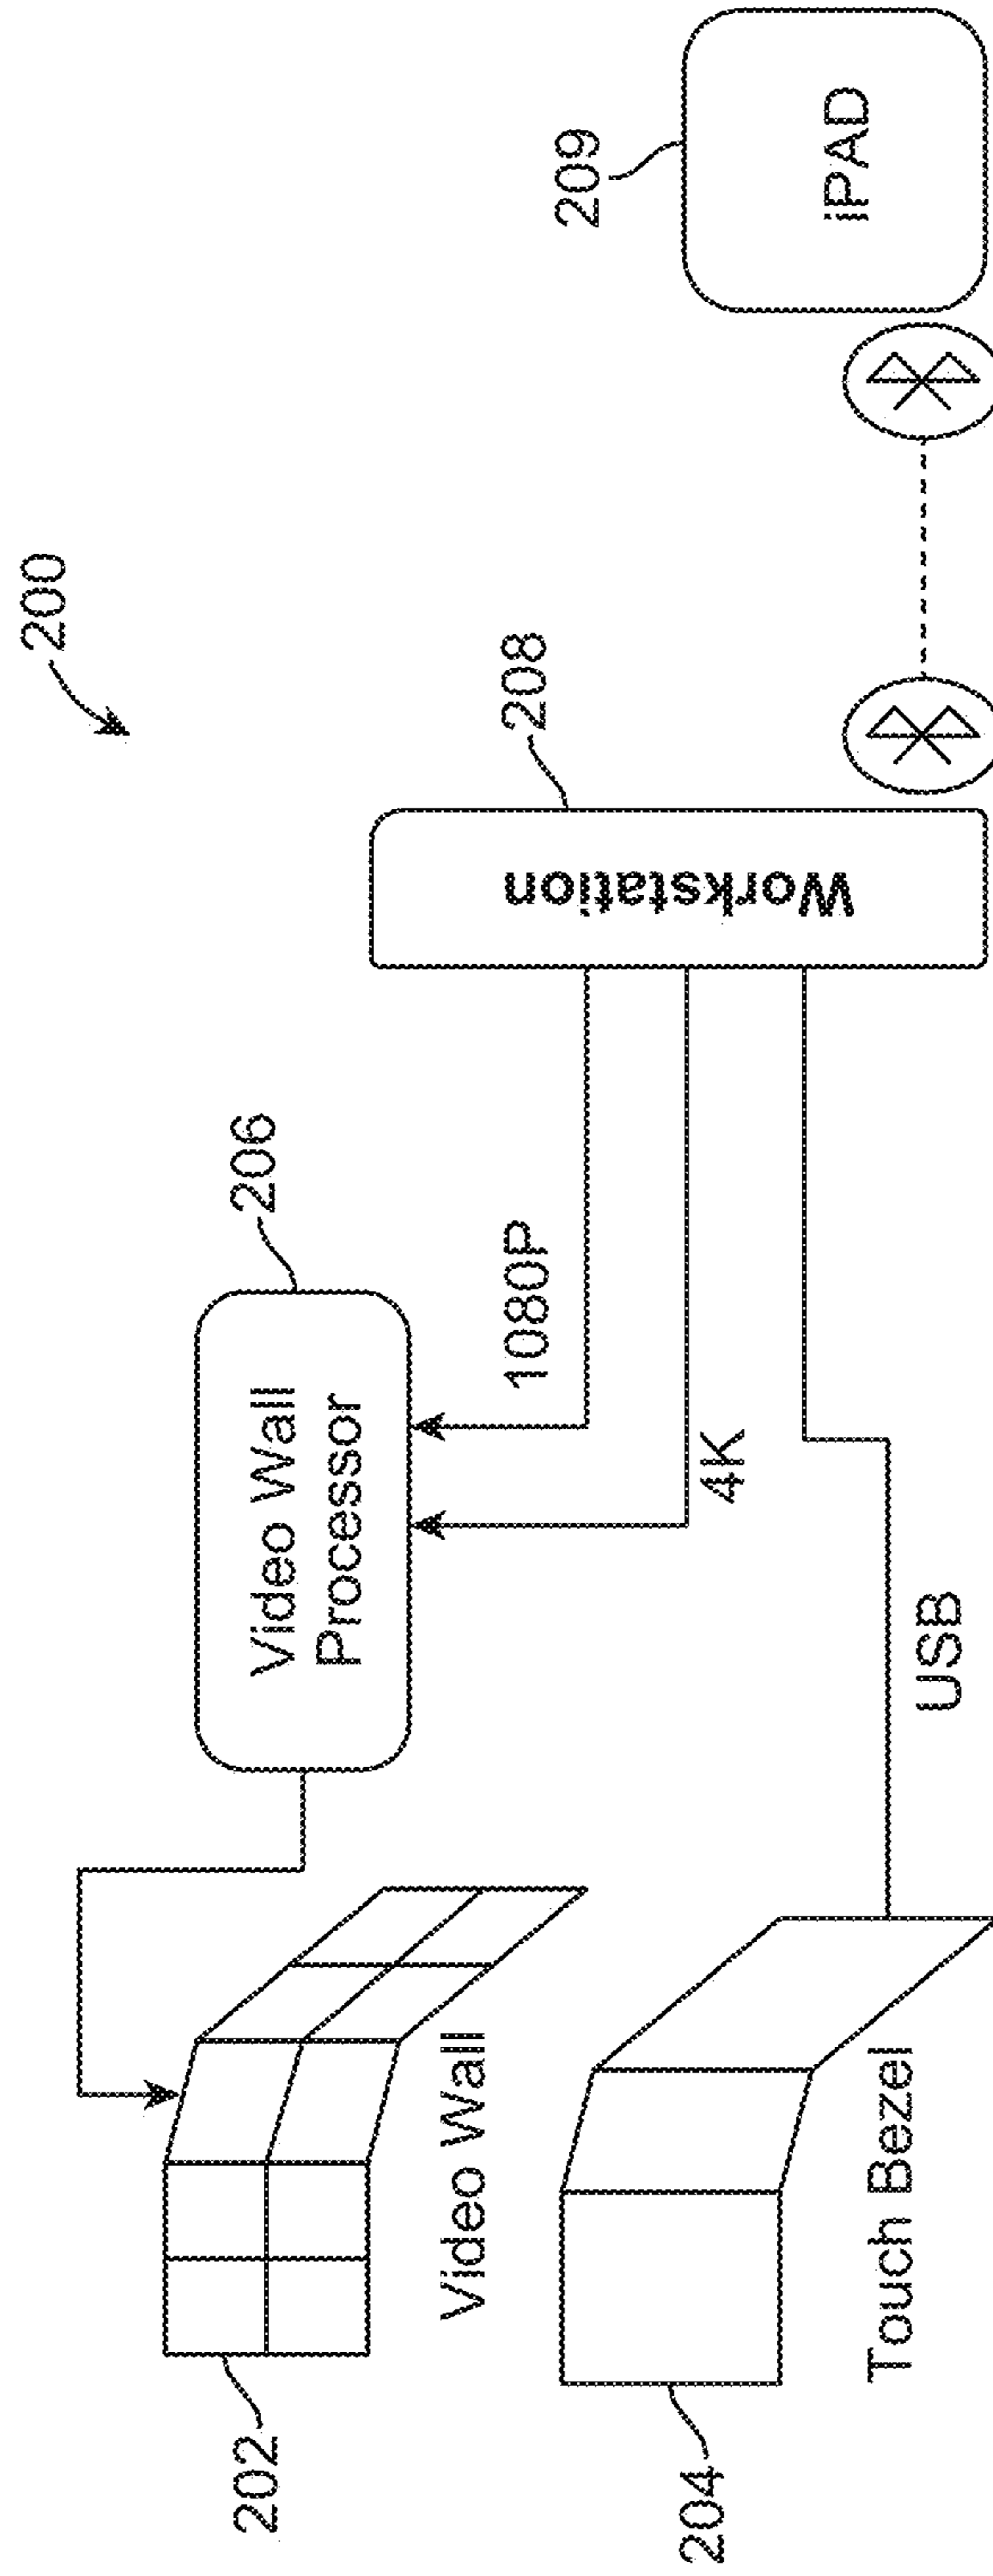 200
202
Video Wall
206
Video Wall
Processor
1080P
4K
208
Workstation
209
iPAD
204
Touch Bezel
USB